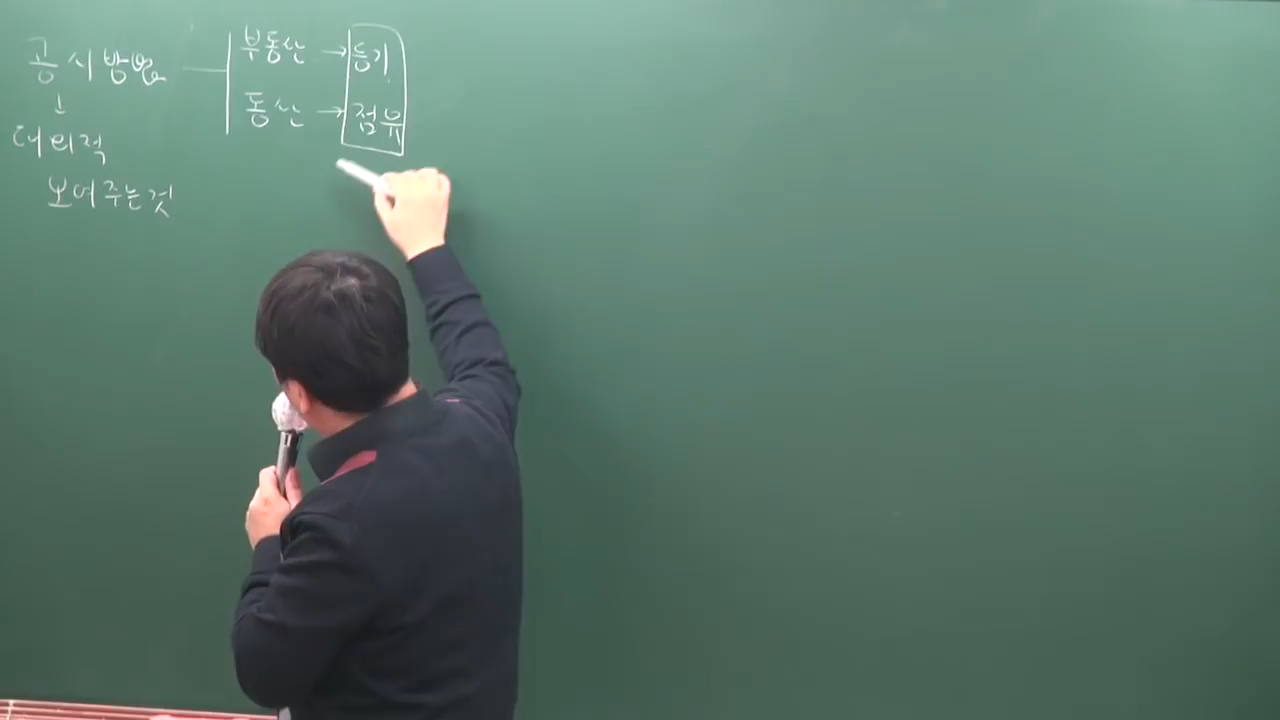 공시방법 부동산 → 등기
동산 → 점유
↓
대외적
보여주는것